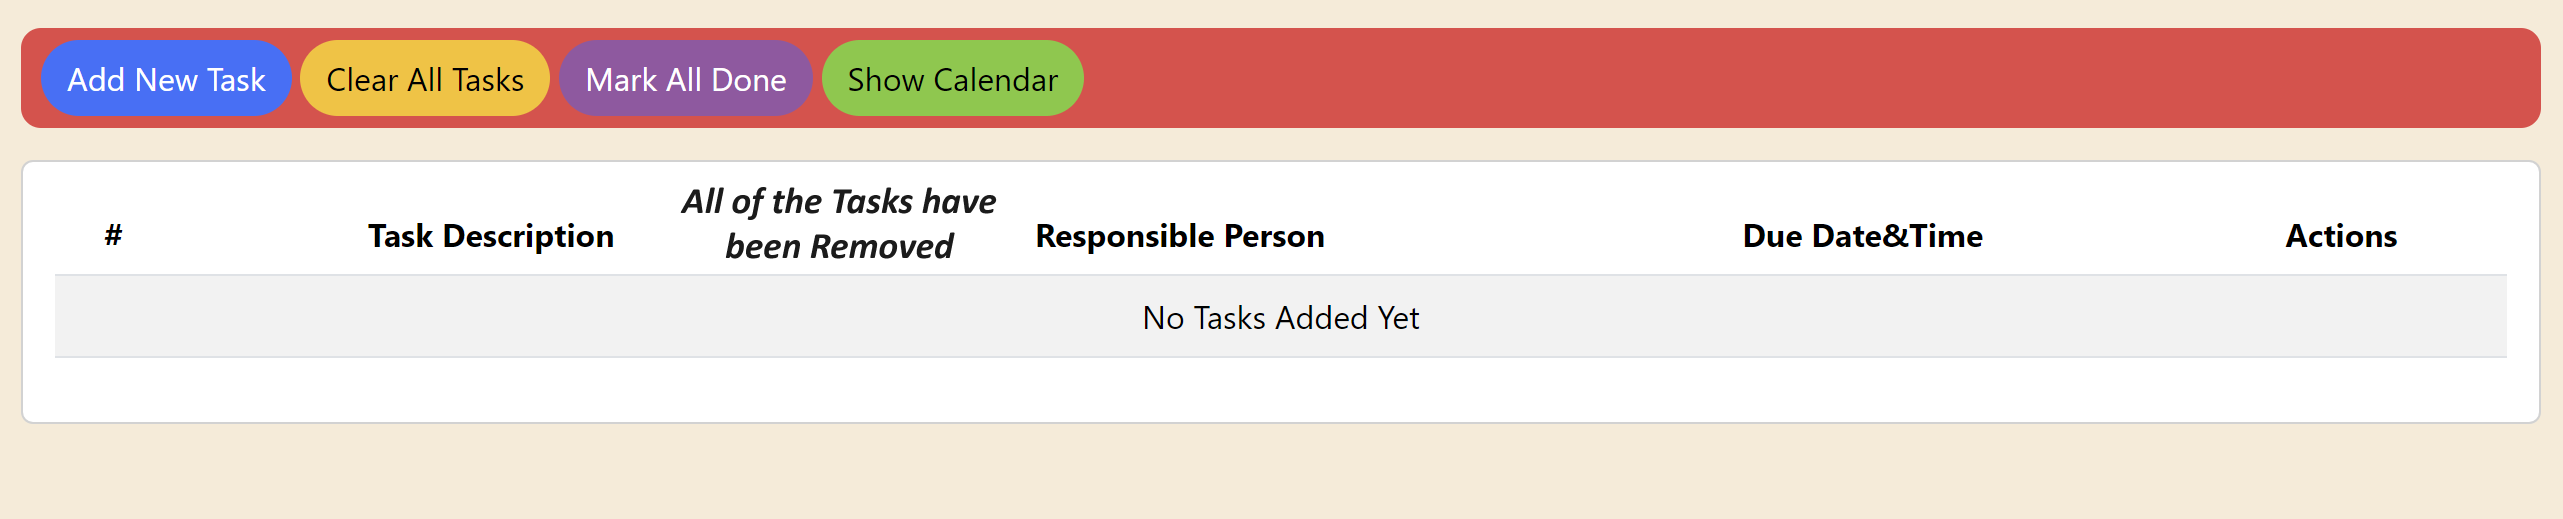 Add New Task Clear All Tasks Mark All Done Show Calendar
All of the Tasks have
been Removed
# Task Description Responsible Person Due Date&Time Actions
No Tasks Added Yet